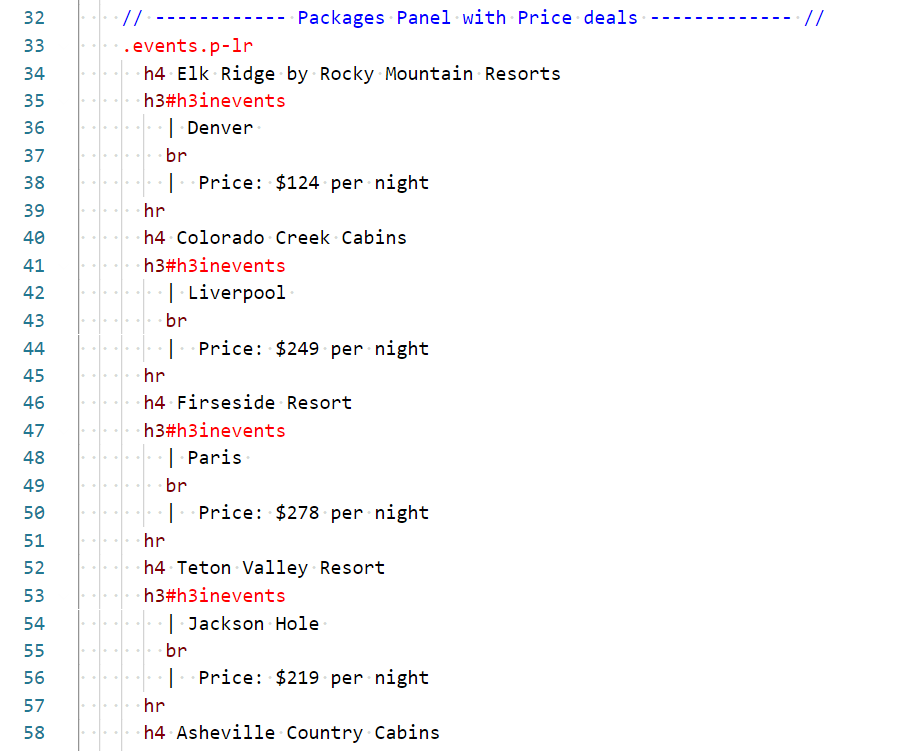 32 // ------------ Packages Panel with Price deals ------------- //
33 .events.p-lr
34 h4 Elk Ridge by Rocky Mountain Resorts
35 h3#h3inevents
36 | Denver
37 br
38 |  Price: $124 per night
39 hr
40 h4 Colorado Creek Cabins
41 h3#h3inevents
42 | Liverpool
43 br
44 |  Price: $249 per night
45 hr
46 h4 Firseside Resort
47 h3#h3inevents
48 | Paris
49 br
50 |  Price: $278 per night
51 hr
52 h4 Teton Valley Resort
53 h3#h3inevents
54 | Jackson Hole
55 br
56 |  Price: $219 per night
57 hr
58 h4 Asheville Country Cabins